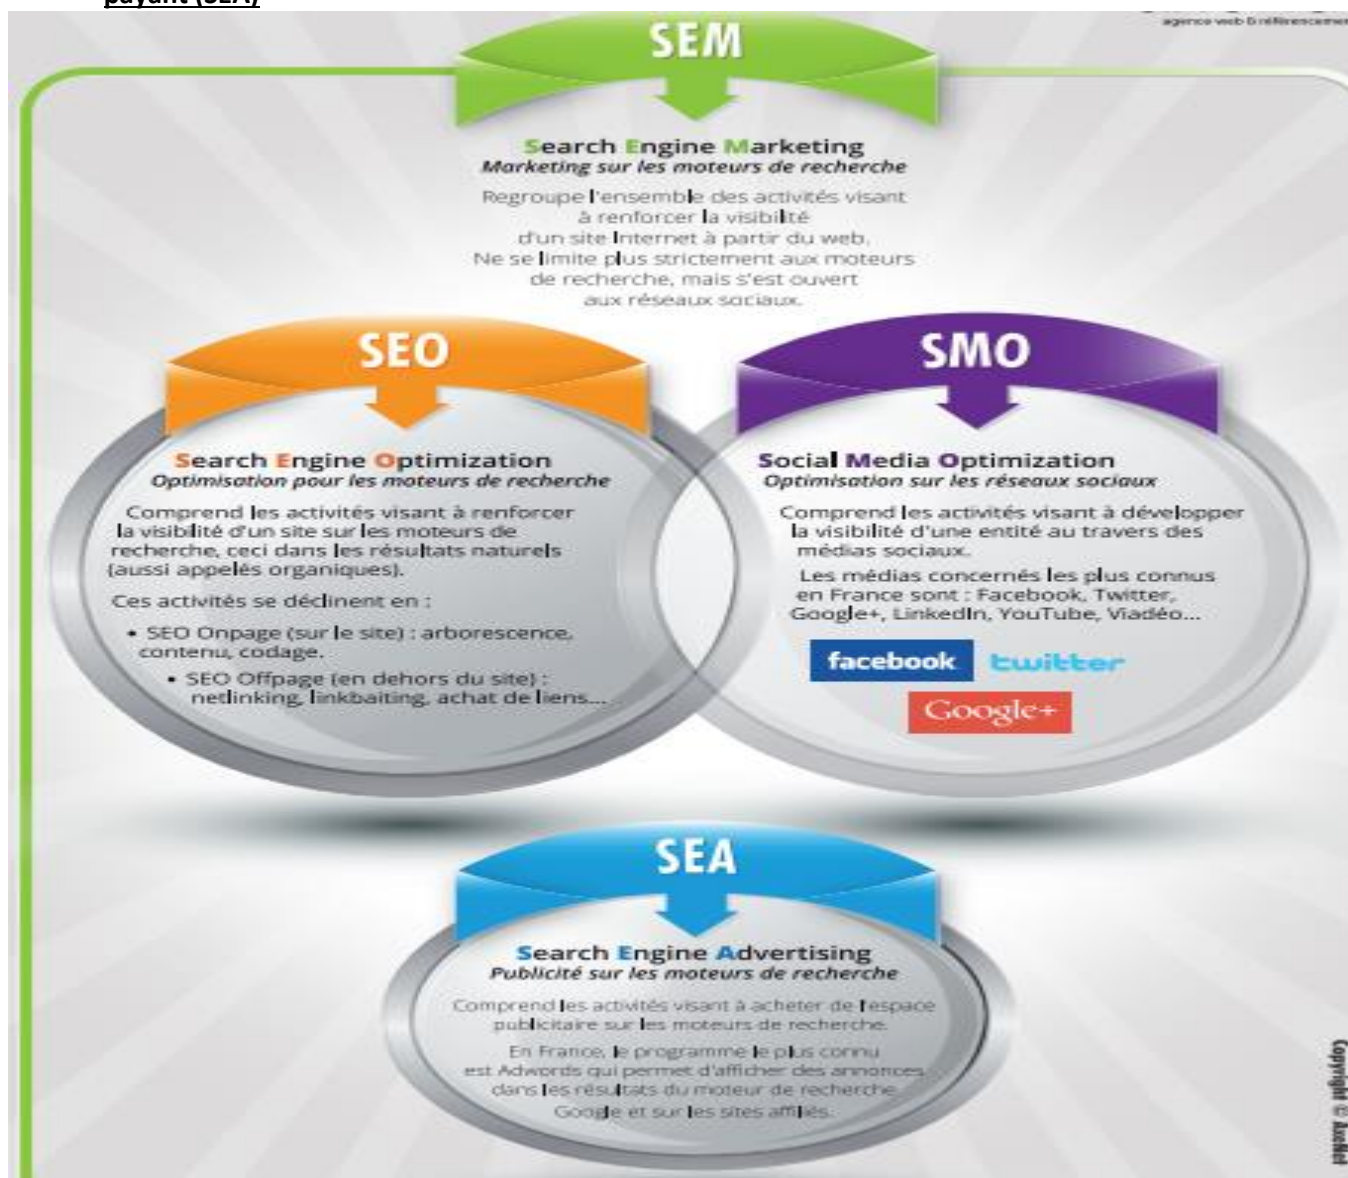 payant (SEA)
agence web & référencement
SEM
Search Engine Marketing
Marketing sur les moteurs de recherche
Regroupe l'ensemble des activités visant
à renforcer la visibilité
d'un site Internet à partir du web.
Ne se limite plus strictement aux moteurs
de recherche, mais s'est ouvert
aux réseaux sociaux.
SEO
Search Engine Optimization
Optimisation pour les moteurs de recherche
Comprend les activités visant à renforcer
la visibilité d'un site sur les moteurs de
recherche, ceci dans les résultats naturels
(aussi appelés organiques).
Ces activités se déclinent en :
• SEO Onpage (sur le site) : arborescence,
contenu, codage.
• SEO Offpage (en dehors du site) :
netlinking, linkbaiting, achat de liens...
SMO
Social Media Optimization
Optimisation sur les réseaux sociaux
Comprend les activités visant à développer
la visibilité d'une entité au travers des
médias sociaux.
Les médias concernés les plus connus
en France sont : Facebook, Twitter,
Google+, LinkedIn, YouTube, Viadéo...
facebook twitter
Google+
SEA
Search Engine Advertising
Publicité sur les moteurs de recherche
Comprend les activités visant à acheter de l'espace
publicitaire sur les moteurs de recherche.
En France, le programme le plus connu
est Adwords qui permet d'afficher des annonces
dans les résultats du moteur de recherche
Google et sur les sites affiliés.
Copyright © AxeNet